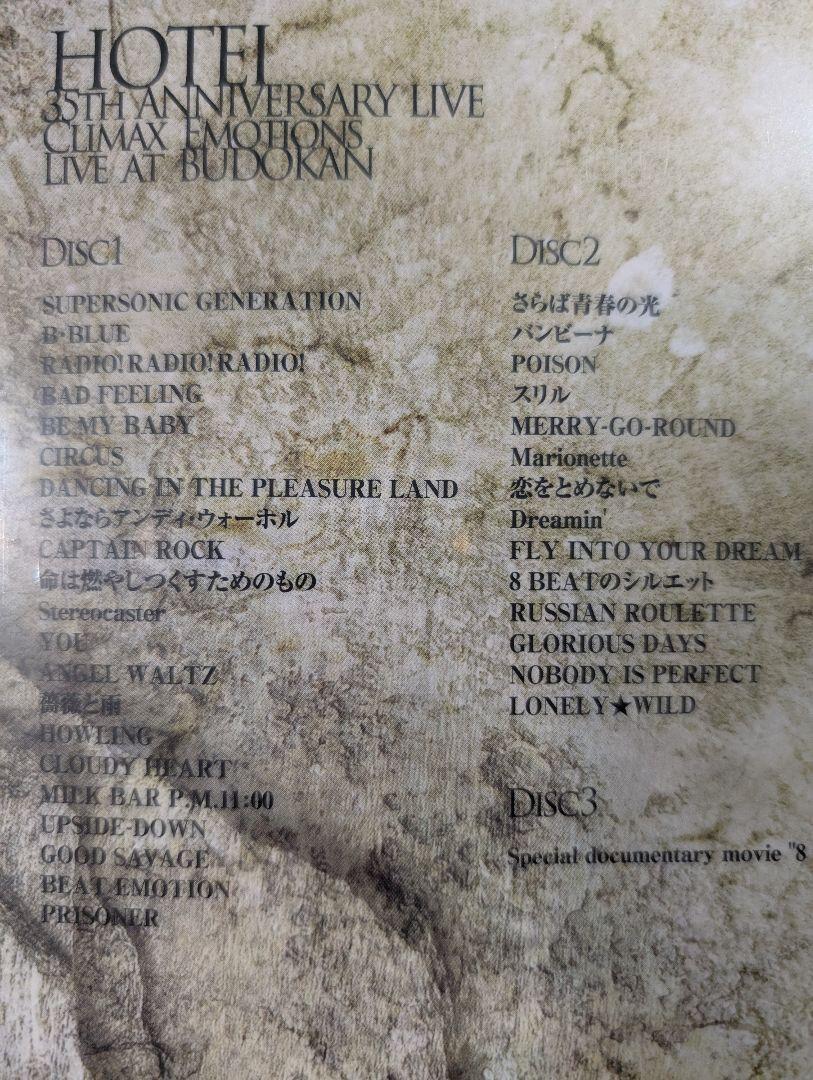 HOTEI
35TH ANNIVERSARY LIVE
CLIMAX EMOTIONS
LIVE AT BUDOKAN
DISC1
SUPERSONIC GENERATION
B・BLUE
RADIO! RADIO! RADIO!
BAD FEELING
BE MY BABY
CIRCUS
DANCING IN THE PLEASURE LAND
さよならアンディ・ウォーホル
CAPTAIN ROCK
命は燃やしつくすためのもの
Stereocaster
YOU
ANGEL WALTZ
薔薇と雨
HOWLING
CLOUDY HEART
MILK BAR P.M.11:00
UPSIDE-DOWN
GOOD SAVAGE
BEAT EMOTION
PRISONER
DISC2
さらば青春の光
バンビーナ
POISON
スリル
MERRY-GO-ROUND
Marionette
恋をとめないで
Dreamin'
FLY INTO YOUR DREAM
8 BEATのシルエット
RUSSIAN ROULETTE
GLORIOUS DAYS
NOBODY IS PERFECT
LONELY★WILD
DISC3
Special documentary movie "8